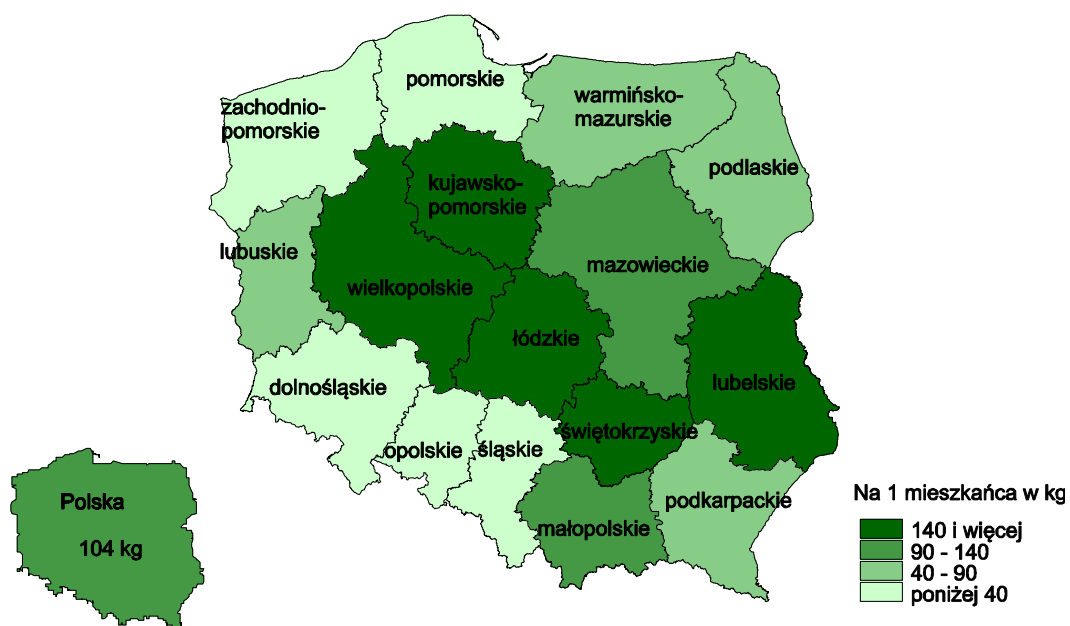 pomorskie
zachodnio-
pomorskie
warmińsko-
mazurskie
podlaskie
kujawsko-
pomorskie
lubuskie
mazowieckie
wielkopolskie
łódzkie
lubelskie
dolnośląskie
świętokrzyskie
opolskie
śląskie
podkarpackie
małopolskie
Polska
104 kg
Na 1 mieszkańca w kg
140 i więcej
90 - 140
40 - 90
poniżej 40